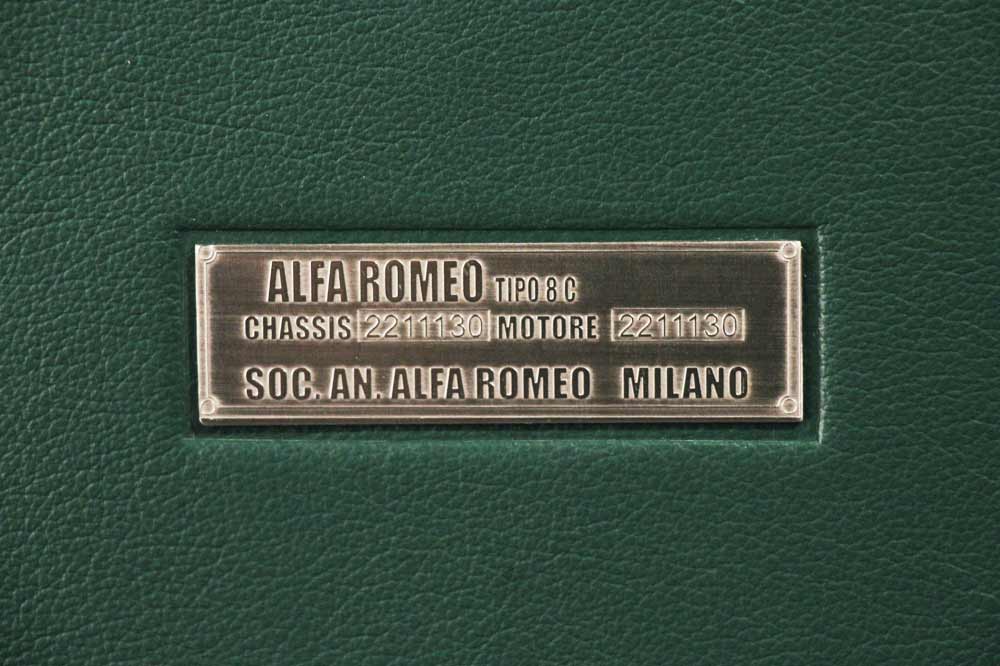 ALFA ROMEO TIPO 8 C
CHASSIS 2211130 MOTORE 2211130
SOC. AN. ALFA ROMEO MILANO